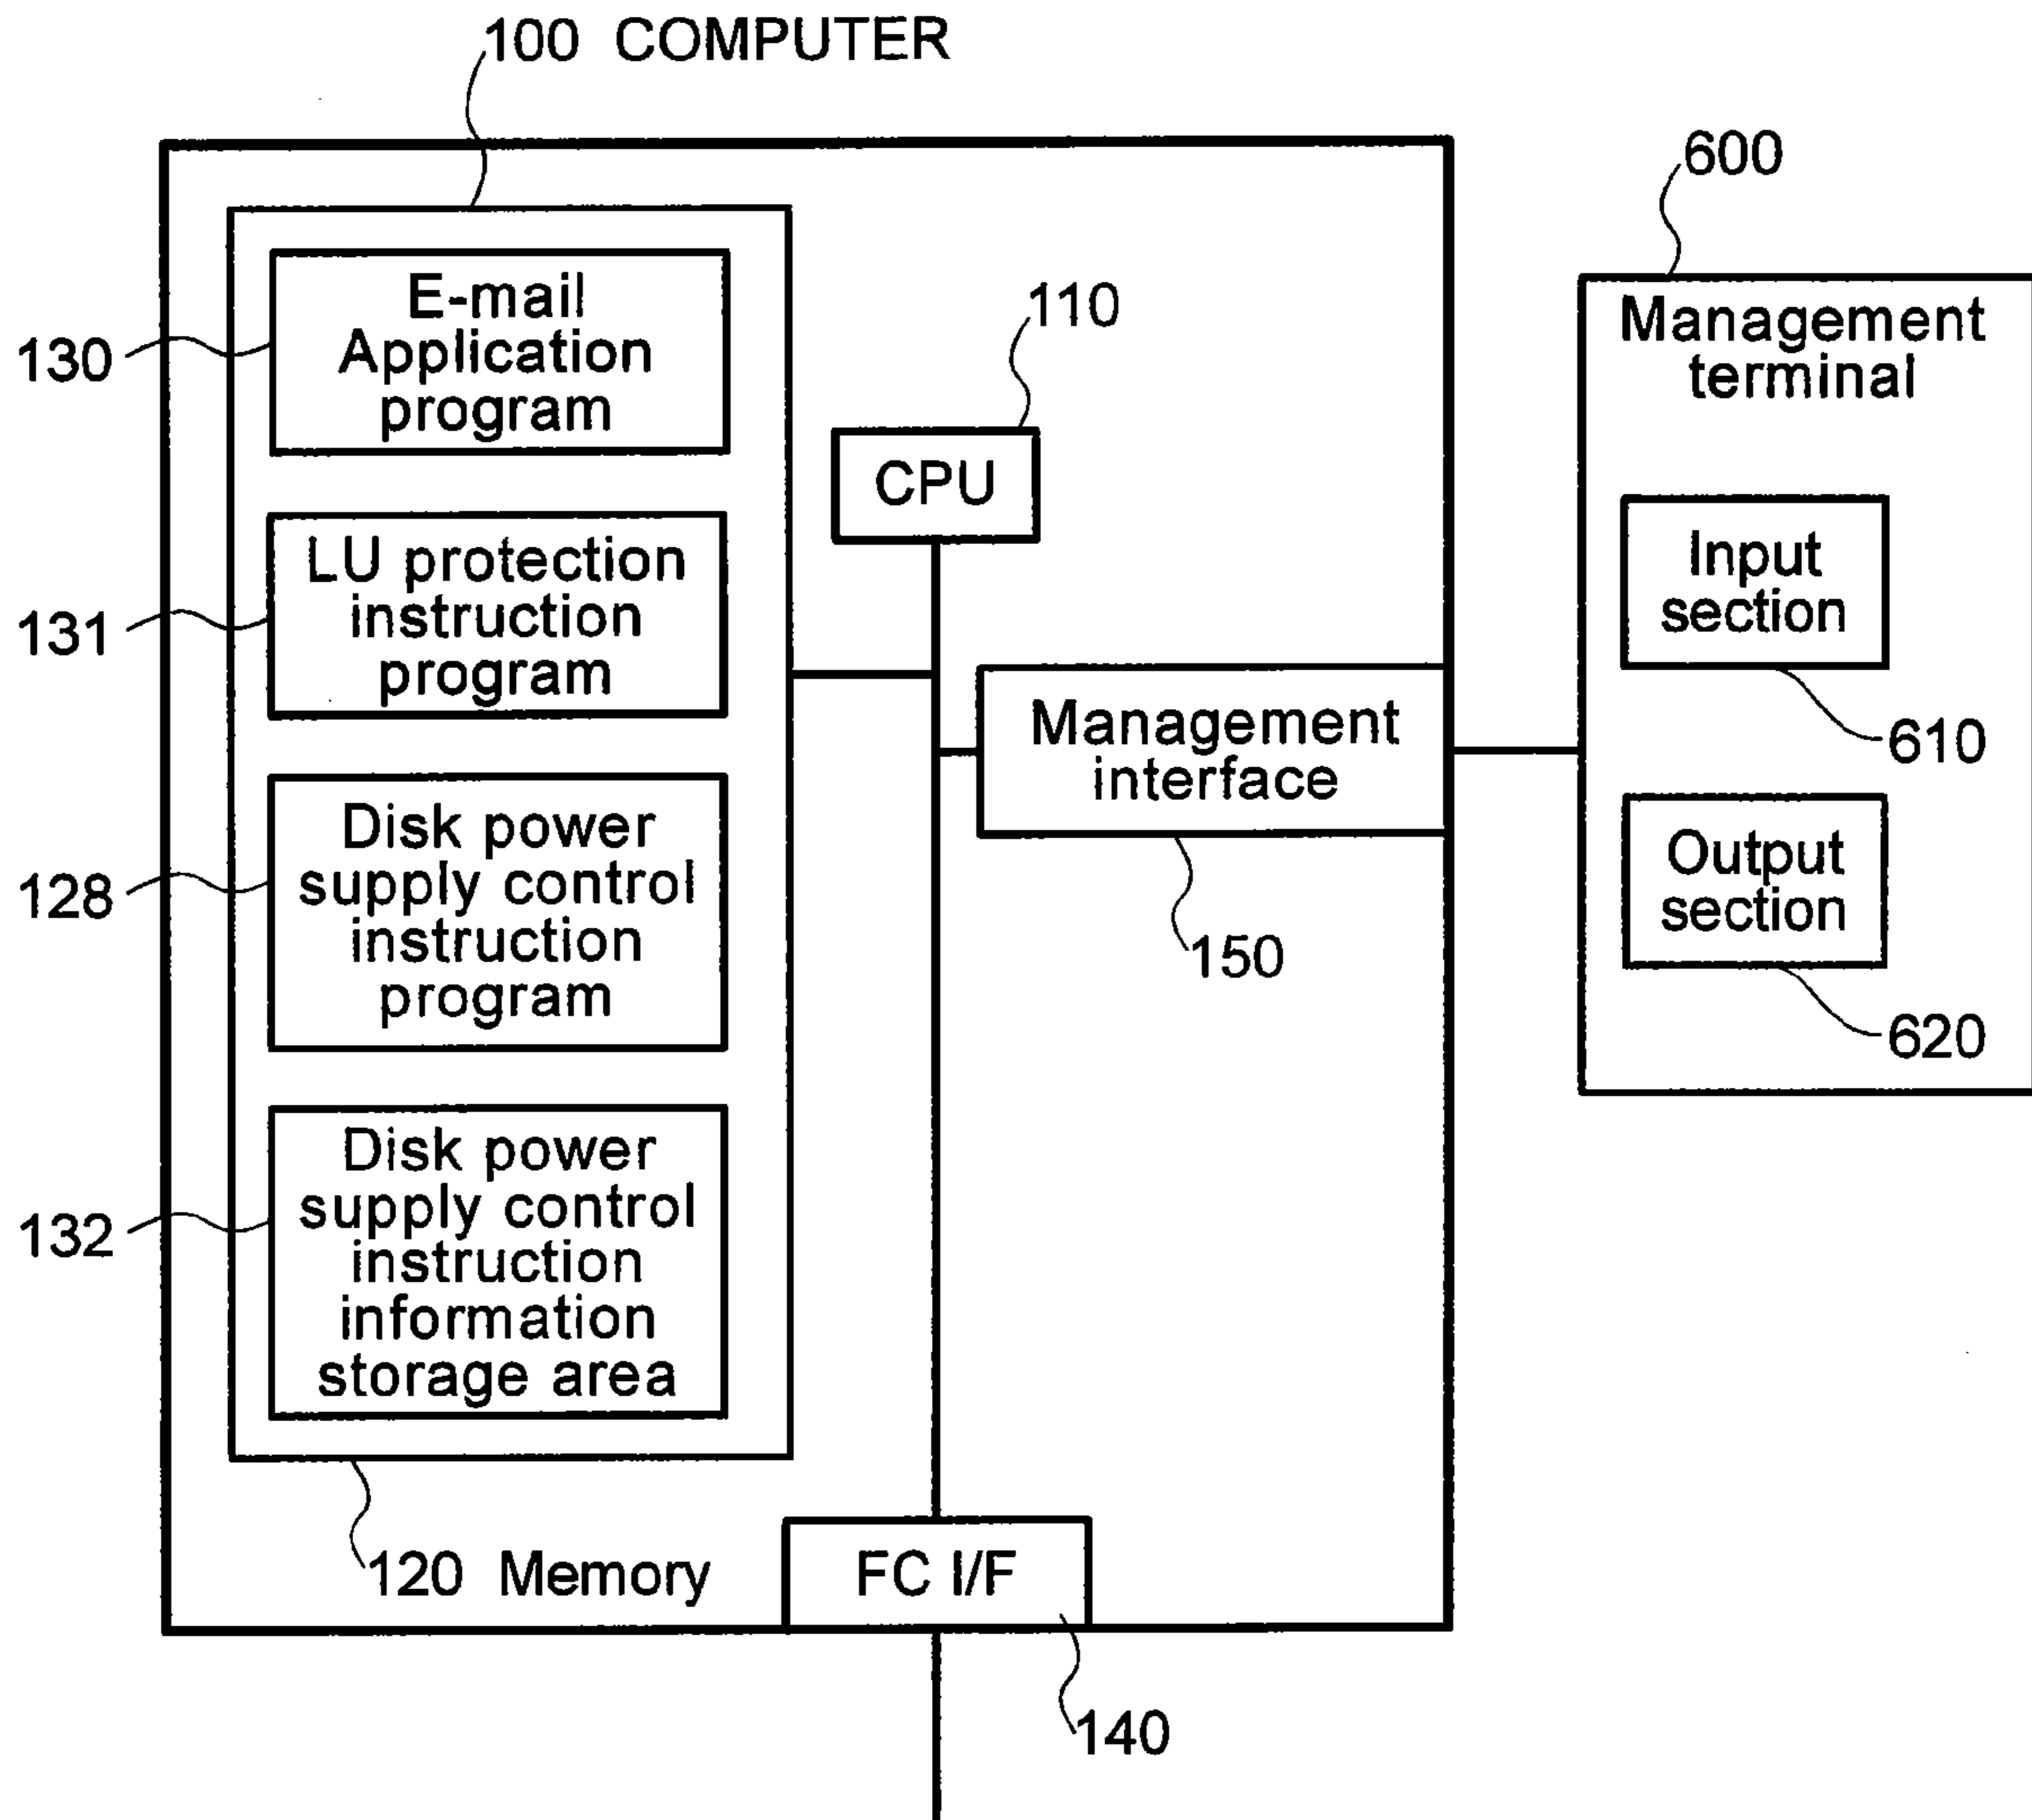 100 COMPUTER
600
E-mail
Application
program
130
110
Management
terminal
CPU
LU protection
instruction
program
131
Input
section
610
Management
interface
150
Disk power
supply control
instruction
program
128
Output
section
620
Disk power
supply control
instruction
information
storage area
132
120 Memory
FC I/F
140